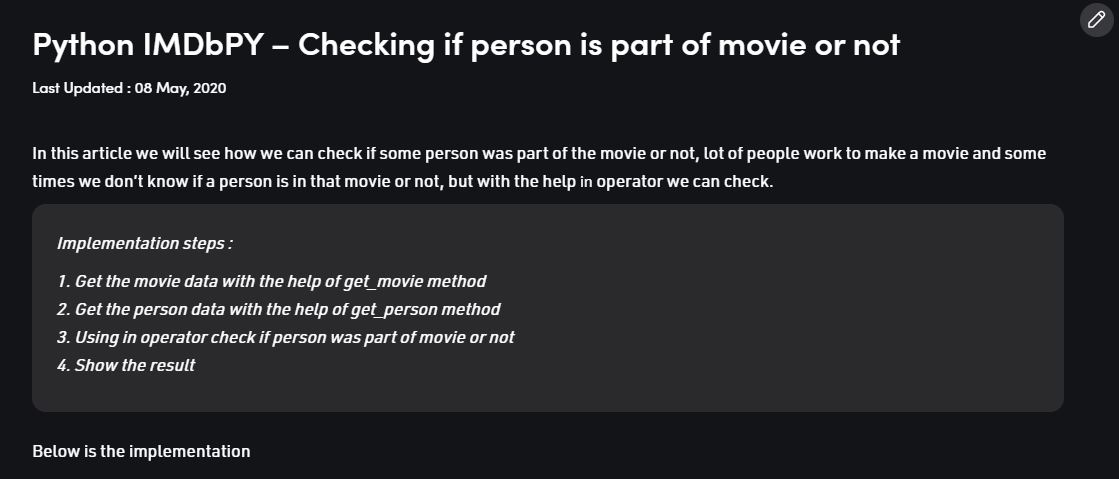 Python IMDbPY – Checking if person is part of movie or not
Last Updated : 08 May, 2020
In this article we will see how we can check if some person was part of the movie or not, lot of people work to make a movie and some
times we don't know if a person is in that movie or not, but with the help in operator we can check.
Implementation steps :
1. Get the movie data with the help of get_movie method
2. Get the person data with the help of get_person method
3. Using in operator check if person was part of movie or not
4. Show the result
Below is the implementation